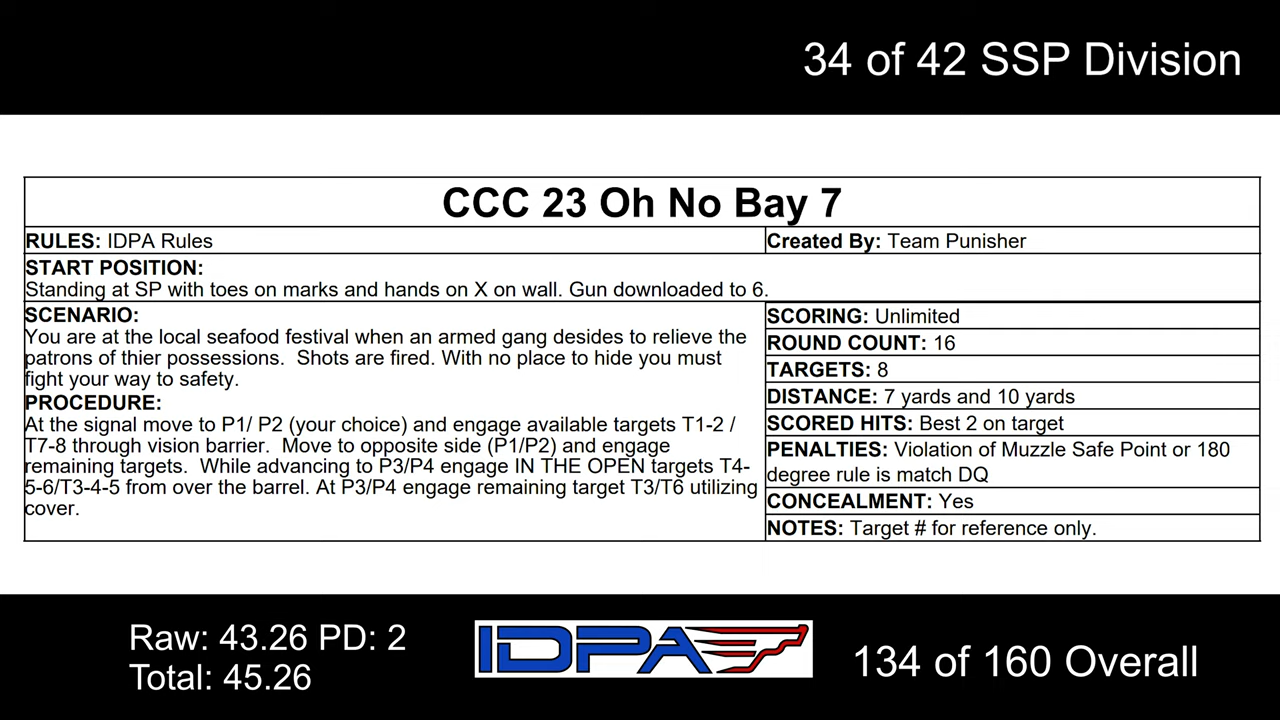 34 of 42 SSP Division
CCC 23 Oh No Bay 7
RULES: IDPA Rules
Created By: Team Punisher
START POSITION:
Standing at SP with toes on marks and hands on X on wall. Gun downloaded to 6.
SCENARIO:
You are at the local seafood festival when an armed gang desides to relieve the
patrons of thier possessions.  Shots are fired. With no place to hide you must
fight your way to safety.
PROCEDURE:
At the signal move to P1/ P2 (your choice) and engage available targets T1-2 /
T7-8 through vision barrier.  Move to opposite side (P1/P2) and engage
remaining targets.  While advancing to P3/P4 engage IN THE OPEN targets T4-
5-6/T3-4-5 from over the barrel. At P3/P4 engage remaining target T3/T6 utilizing
cover.
SCORING: Unlimited
ROUND COUNT: 16
TARGETS: 8
DISTANCE: 7 yards and 10 yards
SCORED HITS: Best 2 on target
PENALTIES: Violation of Muzzle Safe Point or 180
degree rule is match DQ
CONCEALMENT: Yes
NOTES: Target # for reference only.
Raw: 43.26 PD: 2
Total: 45.26
IDPA
134 of 160 Overall